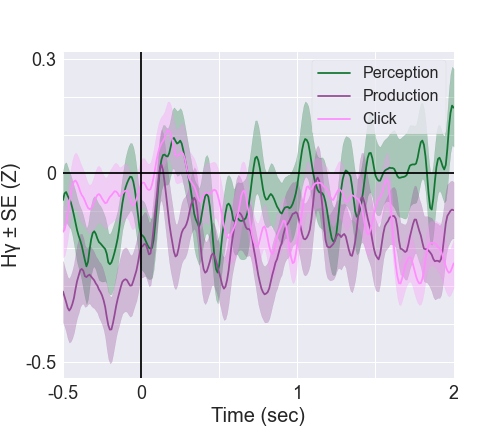 0.3
Perception
Production
Click
0
Hγ ± SE (Z)
-0.5
-0.5 0 1 2
Time (sec)